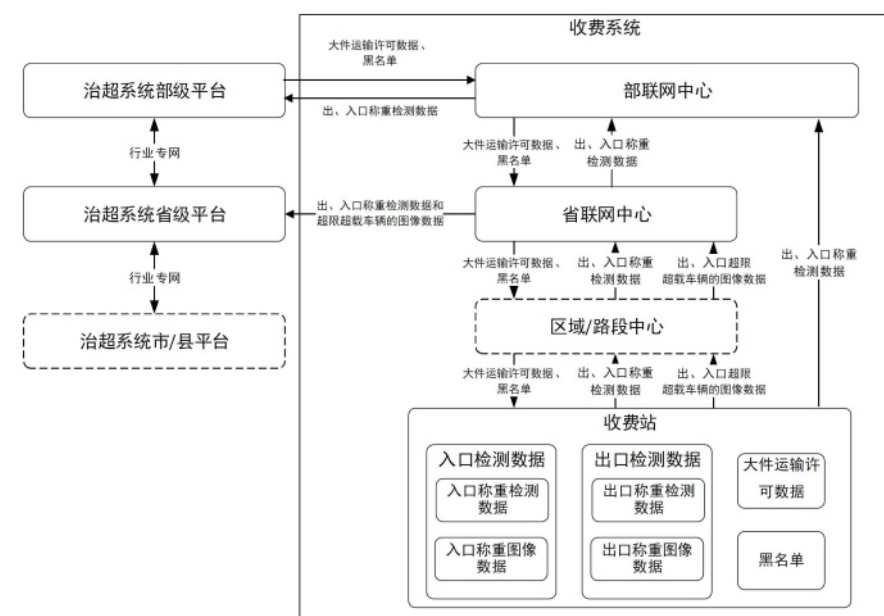 收费系统
大件运输许可数据、
黑名单
治超系统部级平台
部联网中心
出、入口称重检测数据
行业专网
大件运输许可数据、
黑名单
出、入口称重
检测数据
治超系统省级平台
出、入口称重检测数据和
超限超载车辆的图像数据
省联网中心
出、入口称重
检测数据
行业专网
大件运输许可数据、
黑名单
出、入口称重
检测数据
出、入口超限
超载车辆的图像数据
治超系统市/县平台
区域/路段中心
大件运输许可数据、
黑名单
出、入口称重
检测数据
出、入口超限
超载车辆的图像数据
收费站
入口检测数据
入口称重检测
数据
入口称重图像
数据
出口检测数据
出口称重检测
数据
出口称重图像
数据
大件运输许
可数据
黑名单